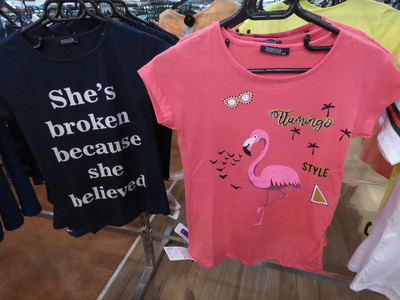 She's
broken
because
she
believed
Flamingo
STYLE